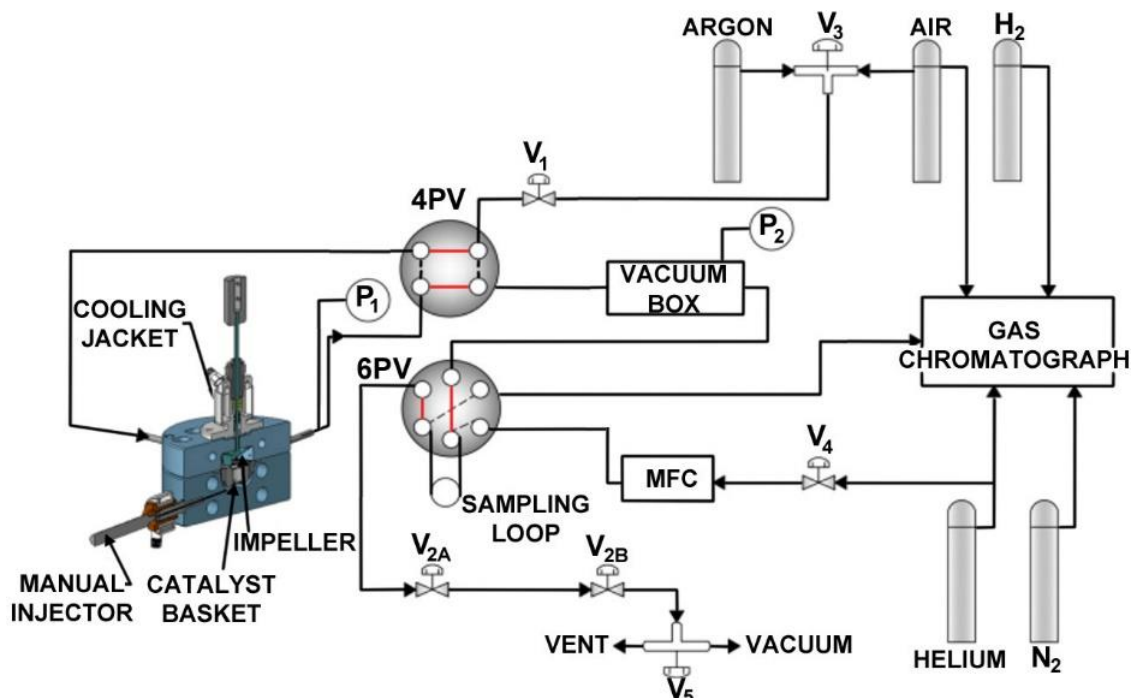 ARGON
V3
AIR
H2
V1
4PV
P2
VACUUM
BOX
COOLING
JACKET
P1
GAS
CHROMATOGRAPH
6PV
V4
MFC
SAMPLING
LOOP
IMPELLER
MANUAL
INJECTOR
CATALYST
BASKET
V2A
V2B
VENT
VACUUM
HELIUM
N2
V5